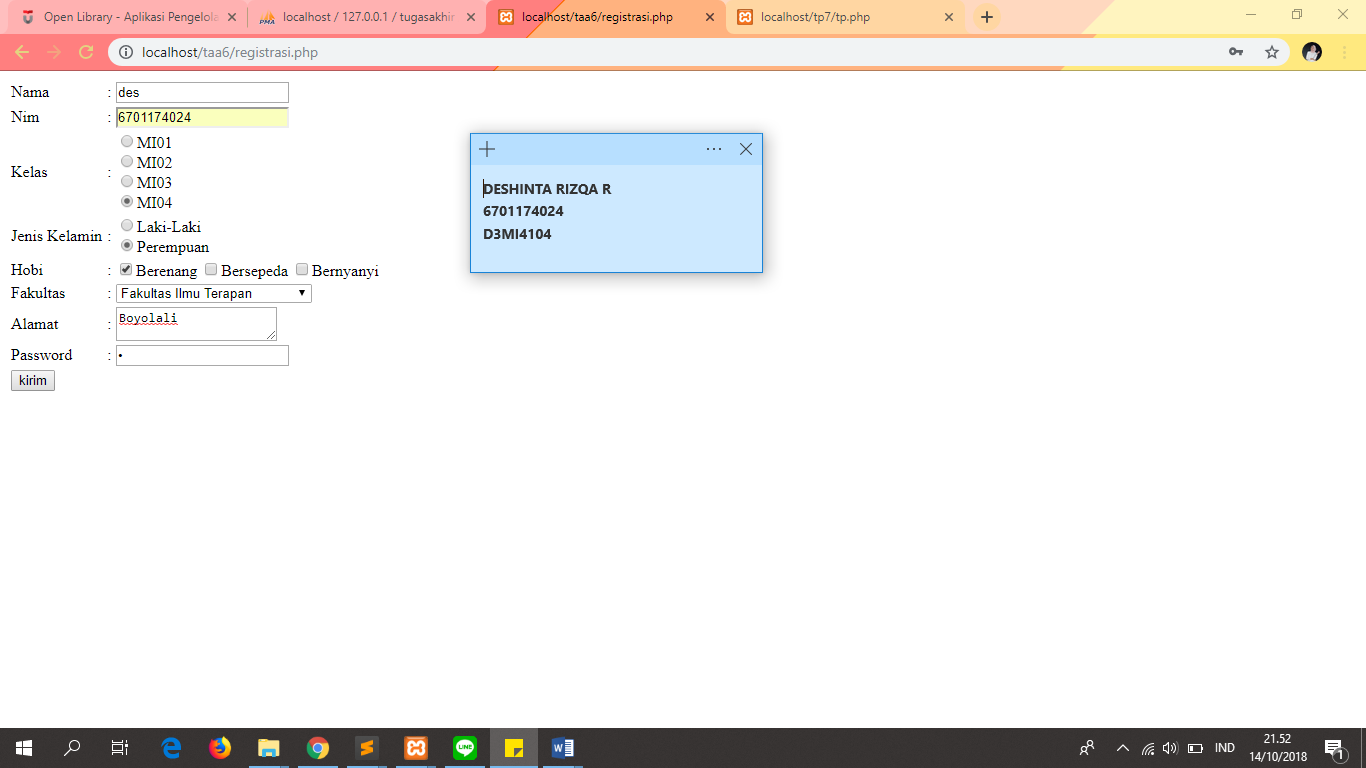 Open Library - Aplikasi Pengelola
localhost / 127.0.0.1 / tugasakhir
localhost/taa6/registrasi.php
localhost/tp7/tp.php
localhost/taa6/registrasi.php
Nama : des
Nim : 6701174024
Kelas :
MI01
MI02
MI03
MI04
Jenis Kelamin :
Laki-Laki
Perempuan
Hobi : Berenang Bersepeda Bernyanyi
Fakultas : Fakultas Ilmu Terapan
Alamat : Boyolali
Password : •
kirim
DESHINTA RIZQA R
6701174024
D3MI4104
IND
21.52
14/10/2018
1
PMA
LINE